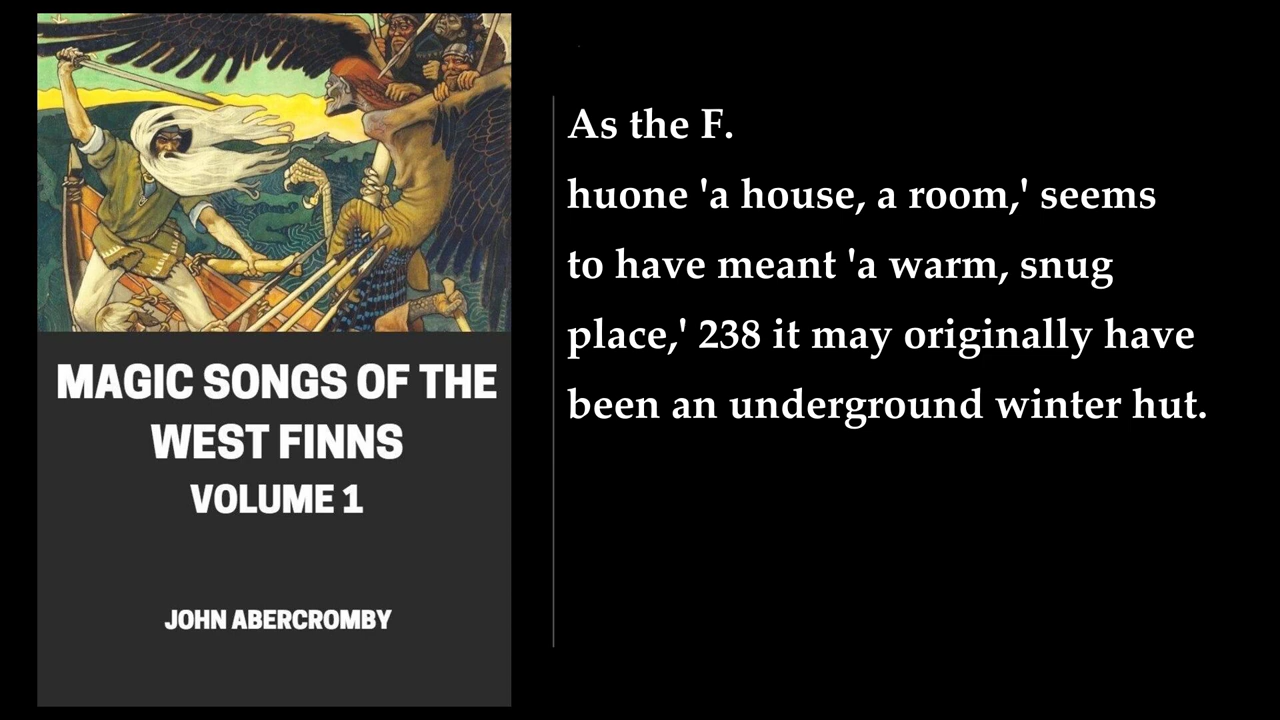 MAGIC SONGS OF THE
WEST FINNS
VOLUME 1
JOHN ABERCROMBY
As the F.
huone 'a house, a room,' seems
to have meant 'a warm, snug
place,' 238 it may originally have
been an underground winter hut.